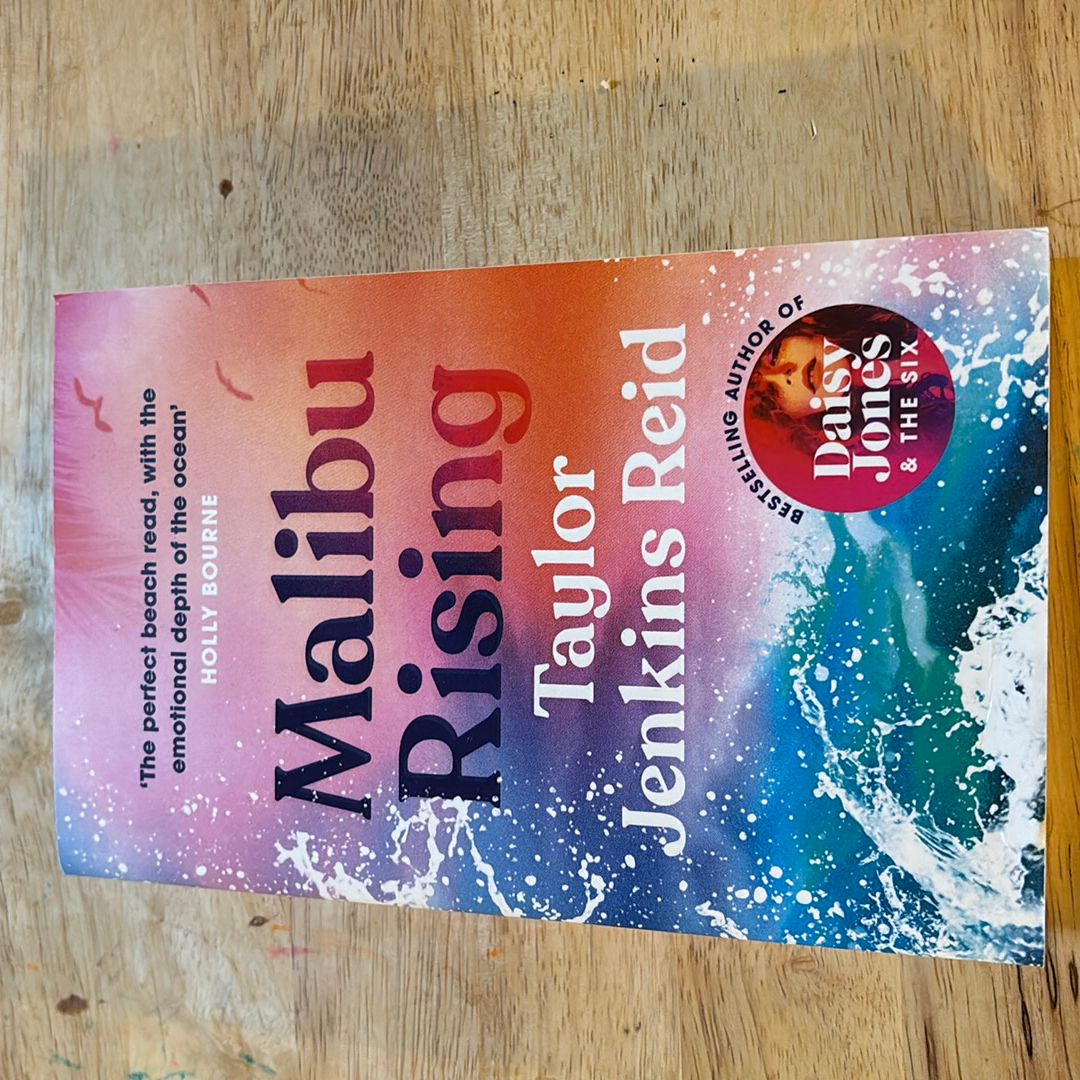 ‘The perfect beach read, with the
emotional depth of the ocean’
HOLLY BOURNE
Malibu
Rising
Taylor
Jenkins Reid
BESTSELLING AUTHOR OF
Daisy
Jones
& THE SIX